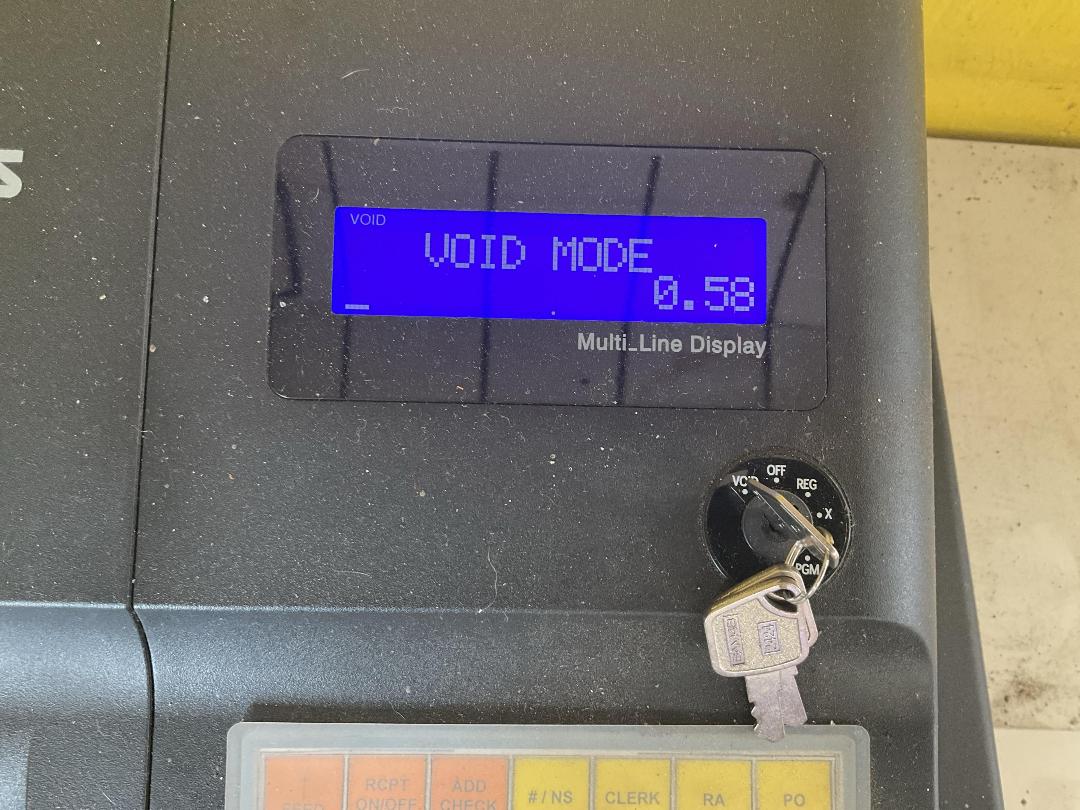 VOID
VOID MODE
0.58
Multi_Line Display
OFF
VOID
REG
X
PGM
FEED
RCPT
ON/OFF
ADD
CHECK
# / NS
CLERK
RA
PO